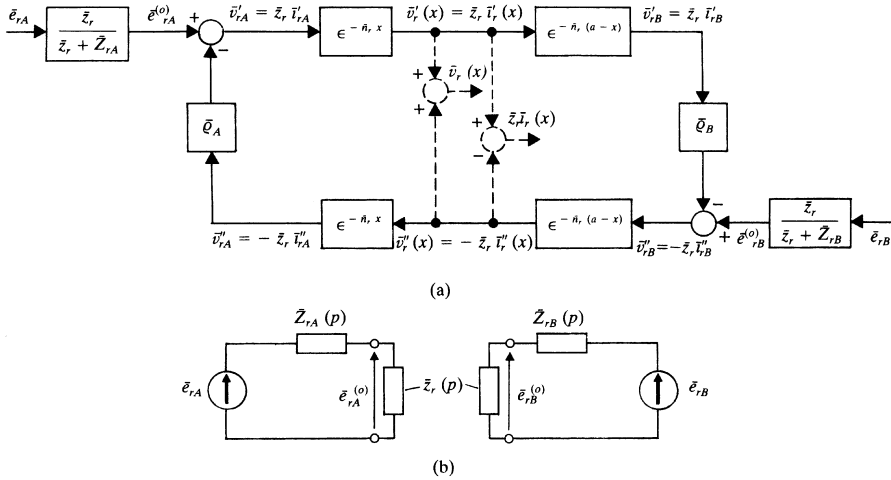 ē_rA
z̄_r
z̄_r + Z̄_rA
ē^(o)_rA
+
−
v̄′_rA = z̄_r ī′_rA
ϵ^(− n̄_r x)
v̄′_r (x) = z̄_r ī′_r (x)
ϵ^(− n̄_r (a − x))
v̄′_rB = z̄_r ī′_rB
+
+
v̄_r (x)
+
−
z̄_r ī_r (x)
ϱ̄_A
ϱ̄_B
v̄″_rA = − z̄_r ī″_rA
ϵ^(− n̄_r x)
v̄″_r (x) = − z̄_r ī″_r (x)
ϵ^(− n̄_r (a − x))
v̄″_rB = − z̄_r ī″_rB
−
+
ē^(o)_rB
z̄_r
z̄_r + Z̄_rB
ē_rB
(a)
Z̄_rA (p)
Z̄_rB (p)
ē_rA
ē_rA^(o)
z̄_r (p)
ē_rB^(o)
ē_rB
(b)